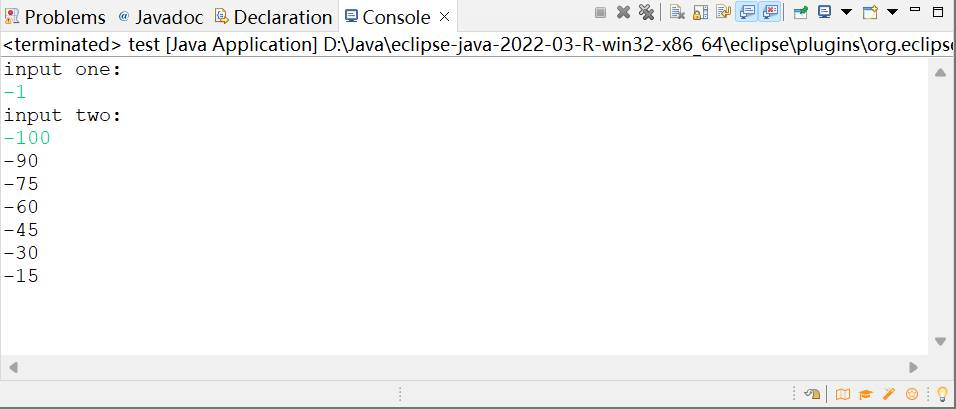 Problems @ Javadoc Declaration Console
<terminated> test [Java Application] D:\Java\eclipse-java-2022-03-R-win32-x86_64\eclipse\plugins\org.eclips
input one:
-1
input two:
-100
-90
-75
-60
-45
-30
-15